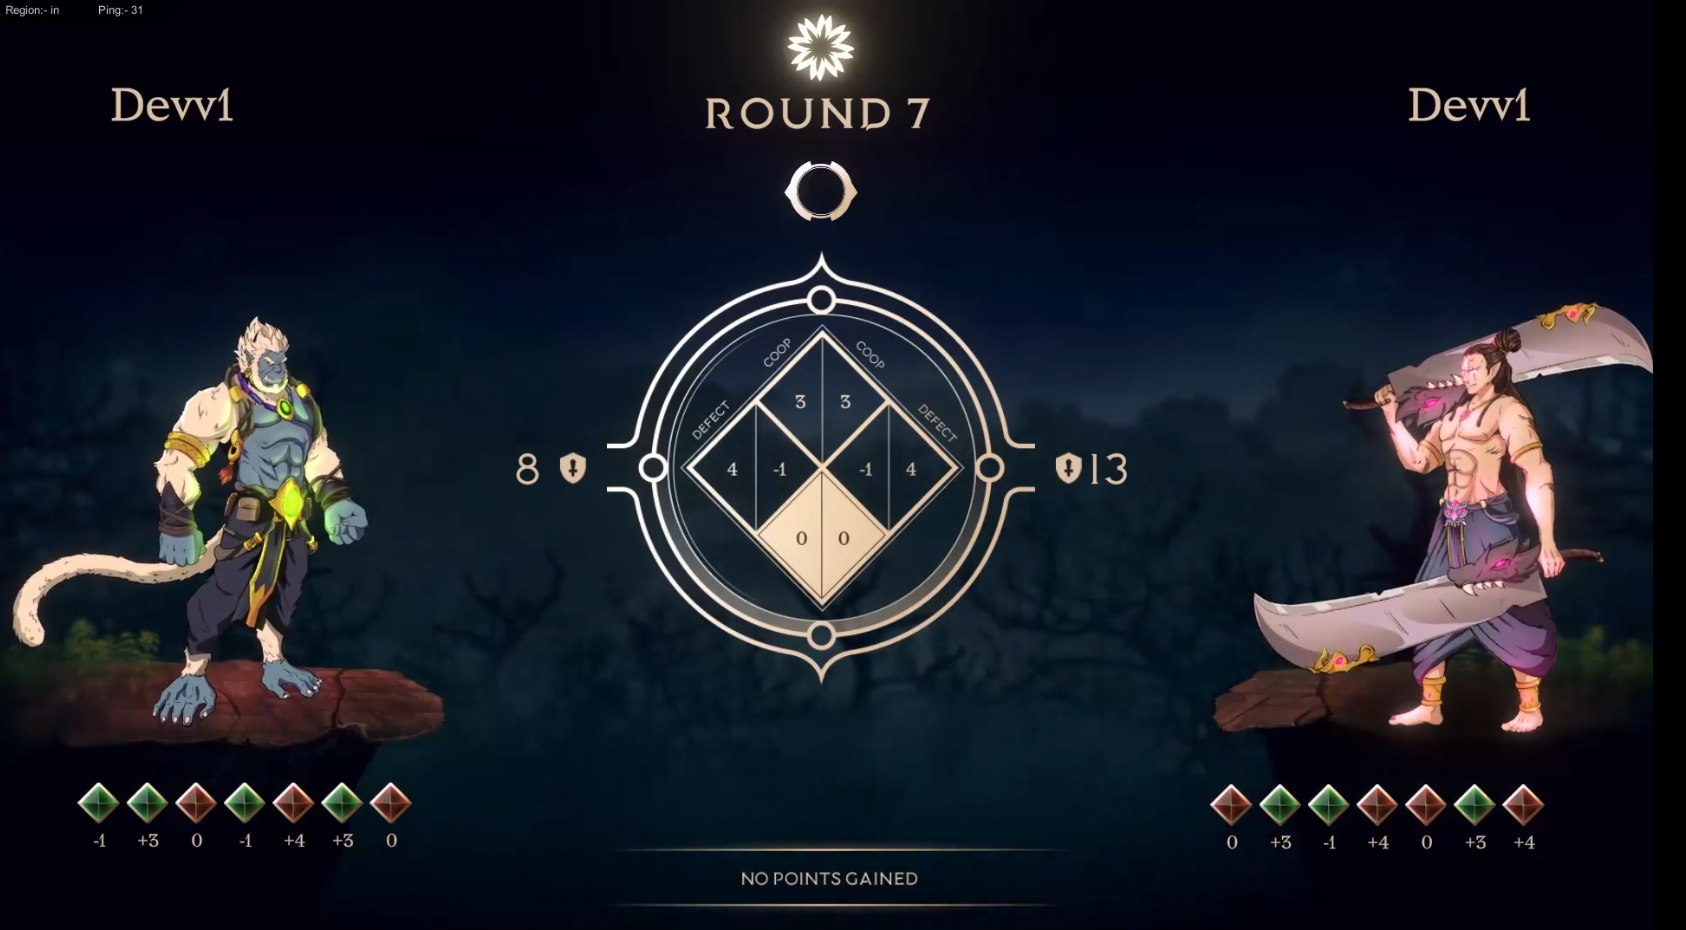 Region:- in Ping:- 31
Devv1
ROUND 7
Devv1
COOP COOP
DEFECT DEFECT
3 3
8 4 -1 -1 4 13
0 0
-1 +3 0 -1 +4 +3 0
0 +3 -1 +4 0 +3 +4
NO POINTS GAINED